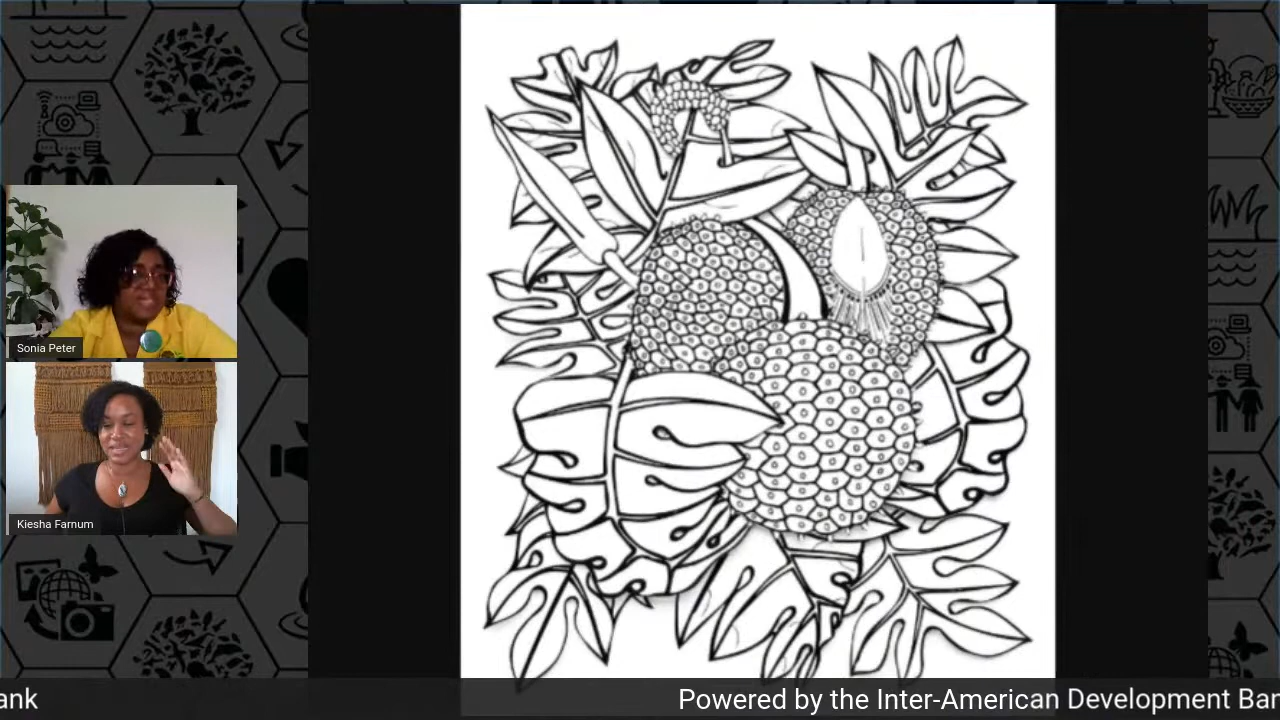 Sonia Peter
Kiesha Farnum
ank
Powered by the Inter-American Development Bar